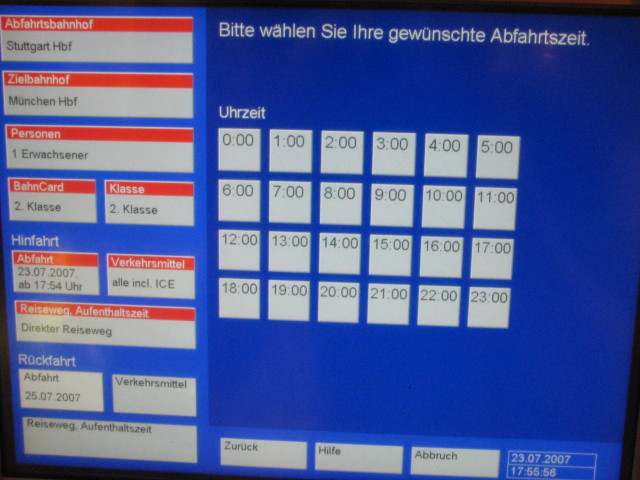 Abfahrtsbahnhof
Stuttgart Hbf
Zielbahnhof
München Hbf
Personen
1 Erwachsener
BahnCard
2. Klasse
Klasse
2. Klasse
Hinfahrt
Abfahrt
23.07.2007,
ab 17:54 Uhr
Verkehrsmittel
alle incl. ICE
Reiseweg, Aufenthaltszeit
Direkter Reiseweg
Rückfahrt
Abfahrt
25.07.2007
Verkehrsmittel
Reiseweg, Aufenthaltszeit
Bitte wählen Sie Ihre gewünschte Abfahrtszeit.
Uhrzeit
0:00 1:00 2:00 3:00 4:00 5:00
6:00 7:00 8:00 9:00 10:00 11:00
12:00 13:00 14:00 15:00 16:00 17:00
18:00 19:00 20:00 21:00 22:00 23:00
Zurück Hilfe Abbruch
23.07.2007
17:55:56